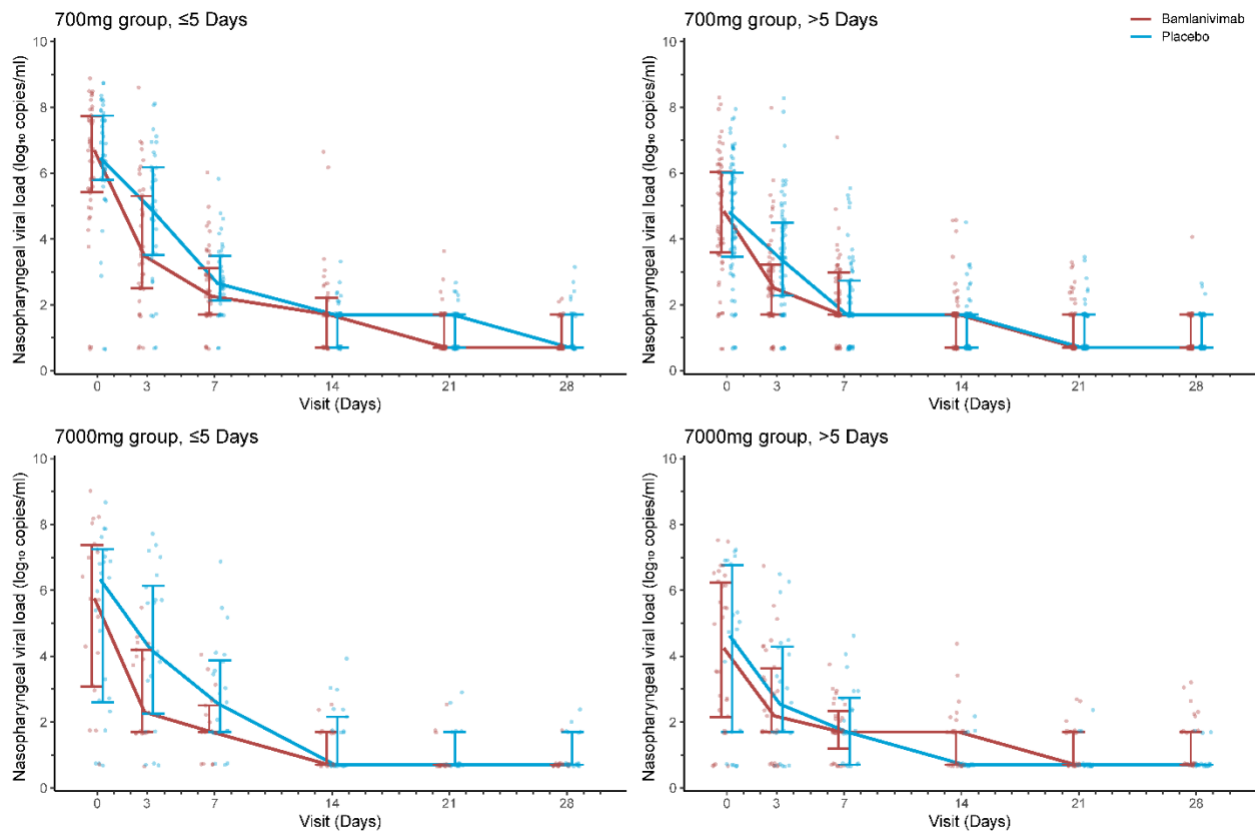 700mg group, ≤5 Days
Nasopharyngeal viral load (log₁₀ copies/ml)
10
8
6
4
2
0
0 3 7 14 21 28
Visit (Days)
700mg group, >5 Days
Bamlanivimab
Placebo
Nasopharyngeal viral load (log₁₀ copies/ml)
10
8
6
4
2
0
0 3 7 14 21 28
Visit (Days)
7000mg group, ≤5 Days
Nasopharyngeal viral load (log₁₀ copies/ml)
10
8
6
4
2
0
0 3 7 14 21 28
Visit (Days)
7000mg group, >5 Days
Nasopharyngeal viral load (log₁₀ copies/ml)
10
8
6
4
2
0
0 3 7 14 21 28
Visit (Days)